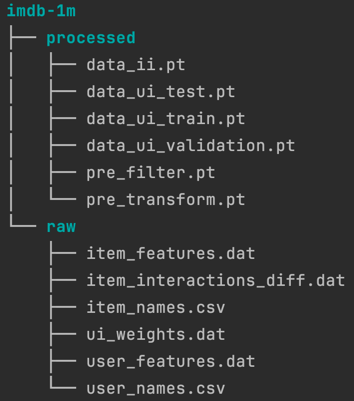 imdb-1m
├── processed
│   ├── data_ii.pt
│   ├── data_ui_test.pt
│   ├── data_ui_train.pt
│   ├── data_ui_validation.pt
│   ├── pre_filter.pt
│   └── pre_transform.pt
└── raw
    ├── item_features.dat
    ├── item_interactions_diff.dat
    ├── item_names.csv
    ├── ui_weights.dat
    ├── user_features.dat
    └── user_names.csv